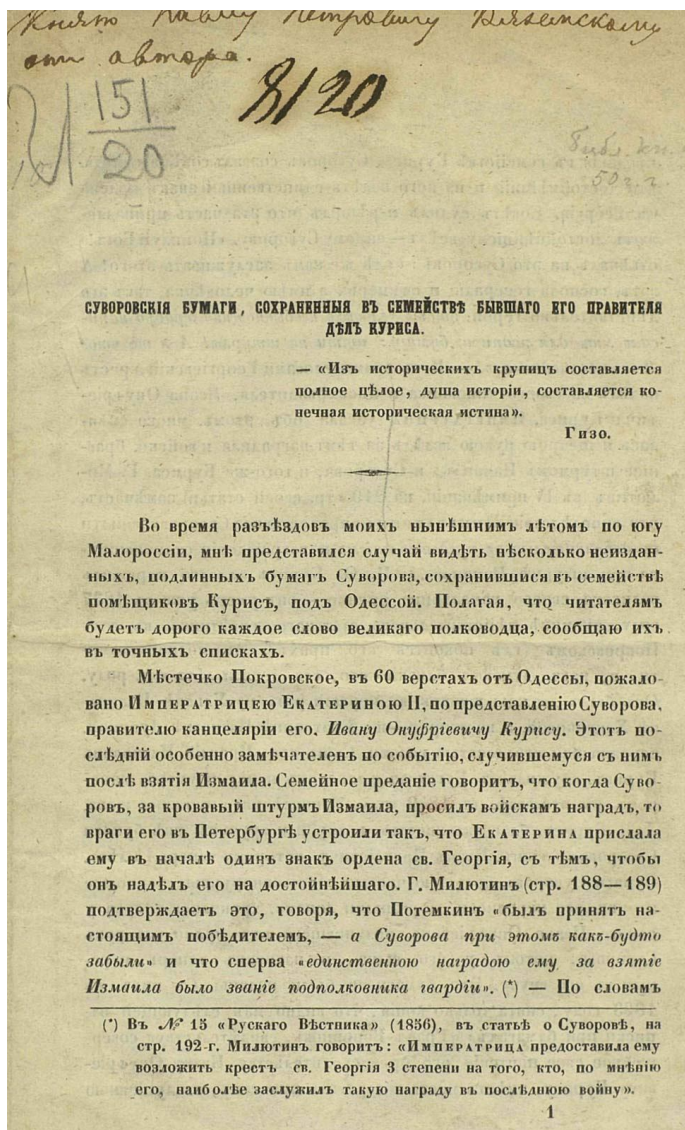 Князю Павлу Петровичу Вяземскому
отъ автора.
8/20
151
20
библ. кн.
СУВОРОВСКІЯ БУМАГИ, СОХРАНЕННЫЯ ВЪ СЕМЕЙСТВѢ БЫВШАГО ЕГО ПРАВИТЕЛЯ
ДѢЛЪ КУРИСА.
— «Изъ историческихъ крупицъ составляется
полное цѣлое, душа исторіи, составляется ко-
нечная историческая истина».
Гизо.
Во время разъѣздовъ моихъ нынѣшнимъ лѣтомъ по югу
Малороссіи, мнѣ представился случай видѣть нѣсколько неиздан-
ныхъ, подлинныхъ бумагъ Суворова, сохранившися въ семействѣ
помѣщиковъ Курисъ, подъ Одессой. Полагая, что читателямъ
будетъ дорого каждое слово великаго полководца, сообщаю ихъ
въ точныхъ спискахъ.
Мѣстечко Покровское, въ 60 верстахъ отъ Одессы, пожало-
вано Императрицею Екатериною II, по представленію Суворова,
правителю канцеляріи его, Ивану Онуфріевичу Курису. Этотъ по-
слѣдній особенно замѣчателенъ по событію, случившемуся съ нимъ
послѣ взятія Измаила. Семейное преданіе говоритъ, что когда Суво-
ровъ, за кровавый штурмъ Измаила, просилъ войскамъ наградъ, то
враги его въ Петербургѣ устроили такъ, что Екатерина прислала
ему въ началѣ одинъ знакъ ордена св. Георгія, съ тѣмъ, чтобы
онъ надѣлъ его на достойнѣйшаго. Г. Милютинъ (стр. 188—189)
подтверждаетъ это, говоря, что Потемкинъ «былъ принятъ на-
стоящимъ побѣдителемъ, — а Суворова при этомъ какъ-будто
забыли» и что сперва «единственною наградою ему за взятіе
Измаила было званіе подполковника гвардіи». (*) — По словамъ
(*) Въ № 15 «Рускаго Вѣстника» (1856), въ статьѣ о Суворовѣ, на
стр. 192-г. Милютинъ говоритъ: «Императрица предоставила ему
возложить крестъ св. Георгія 3 степени на того, кто, по мнѣнію
его, наиболѣе заслужилъ такую награду въ послѣднюю войну».
1